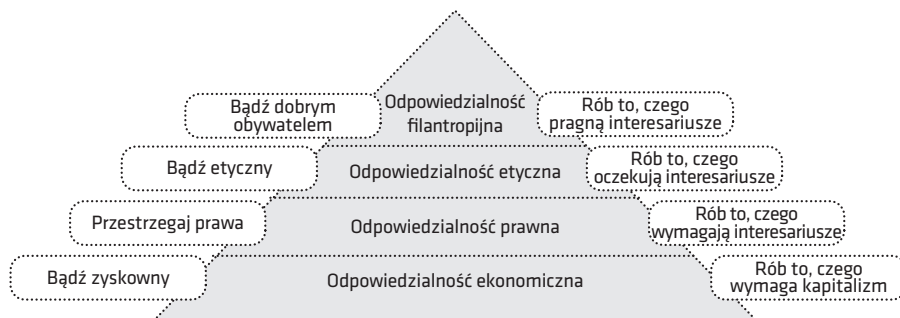 Bądź dobrym
obywatelem
Odpowiedzialność
filantropijna
Rób to, czego
pragną interesariusze
Bądź etyczny
Odpowiedzialność etyczna
Rób to, czego
oczekują interesariusze
Przestrzegaj prawa
Odpowiedzialność prawna
Rób to, czego
wymagają interesariusze
Bądź zyskowny
Odpowiedzialność ekonomiczna
Rób to, czego
wymaga kapitalizm